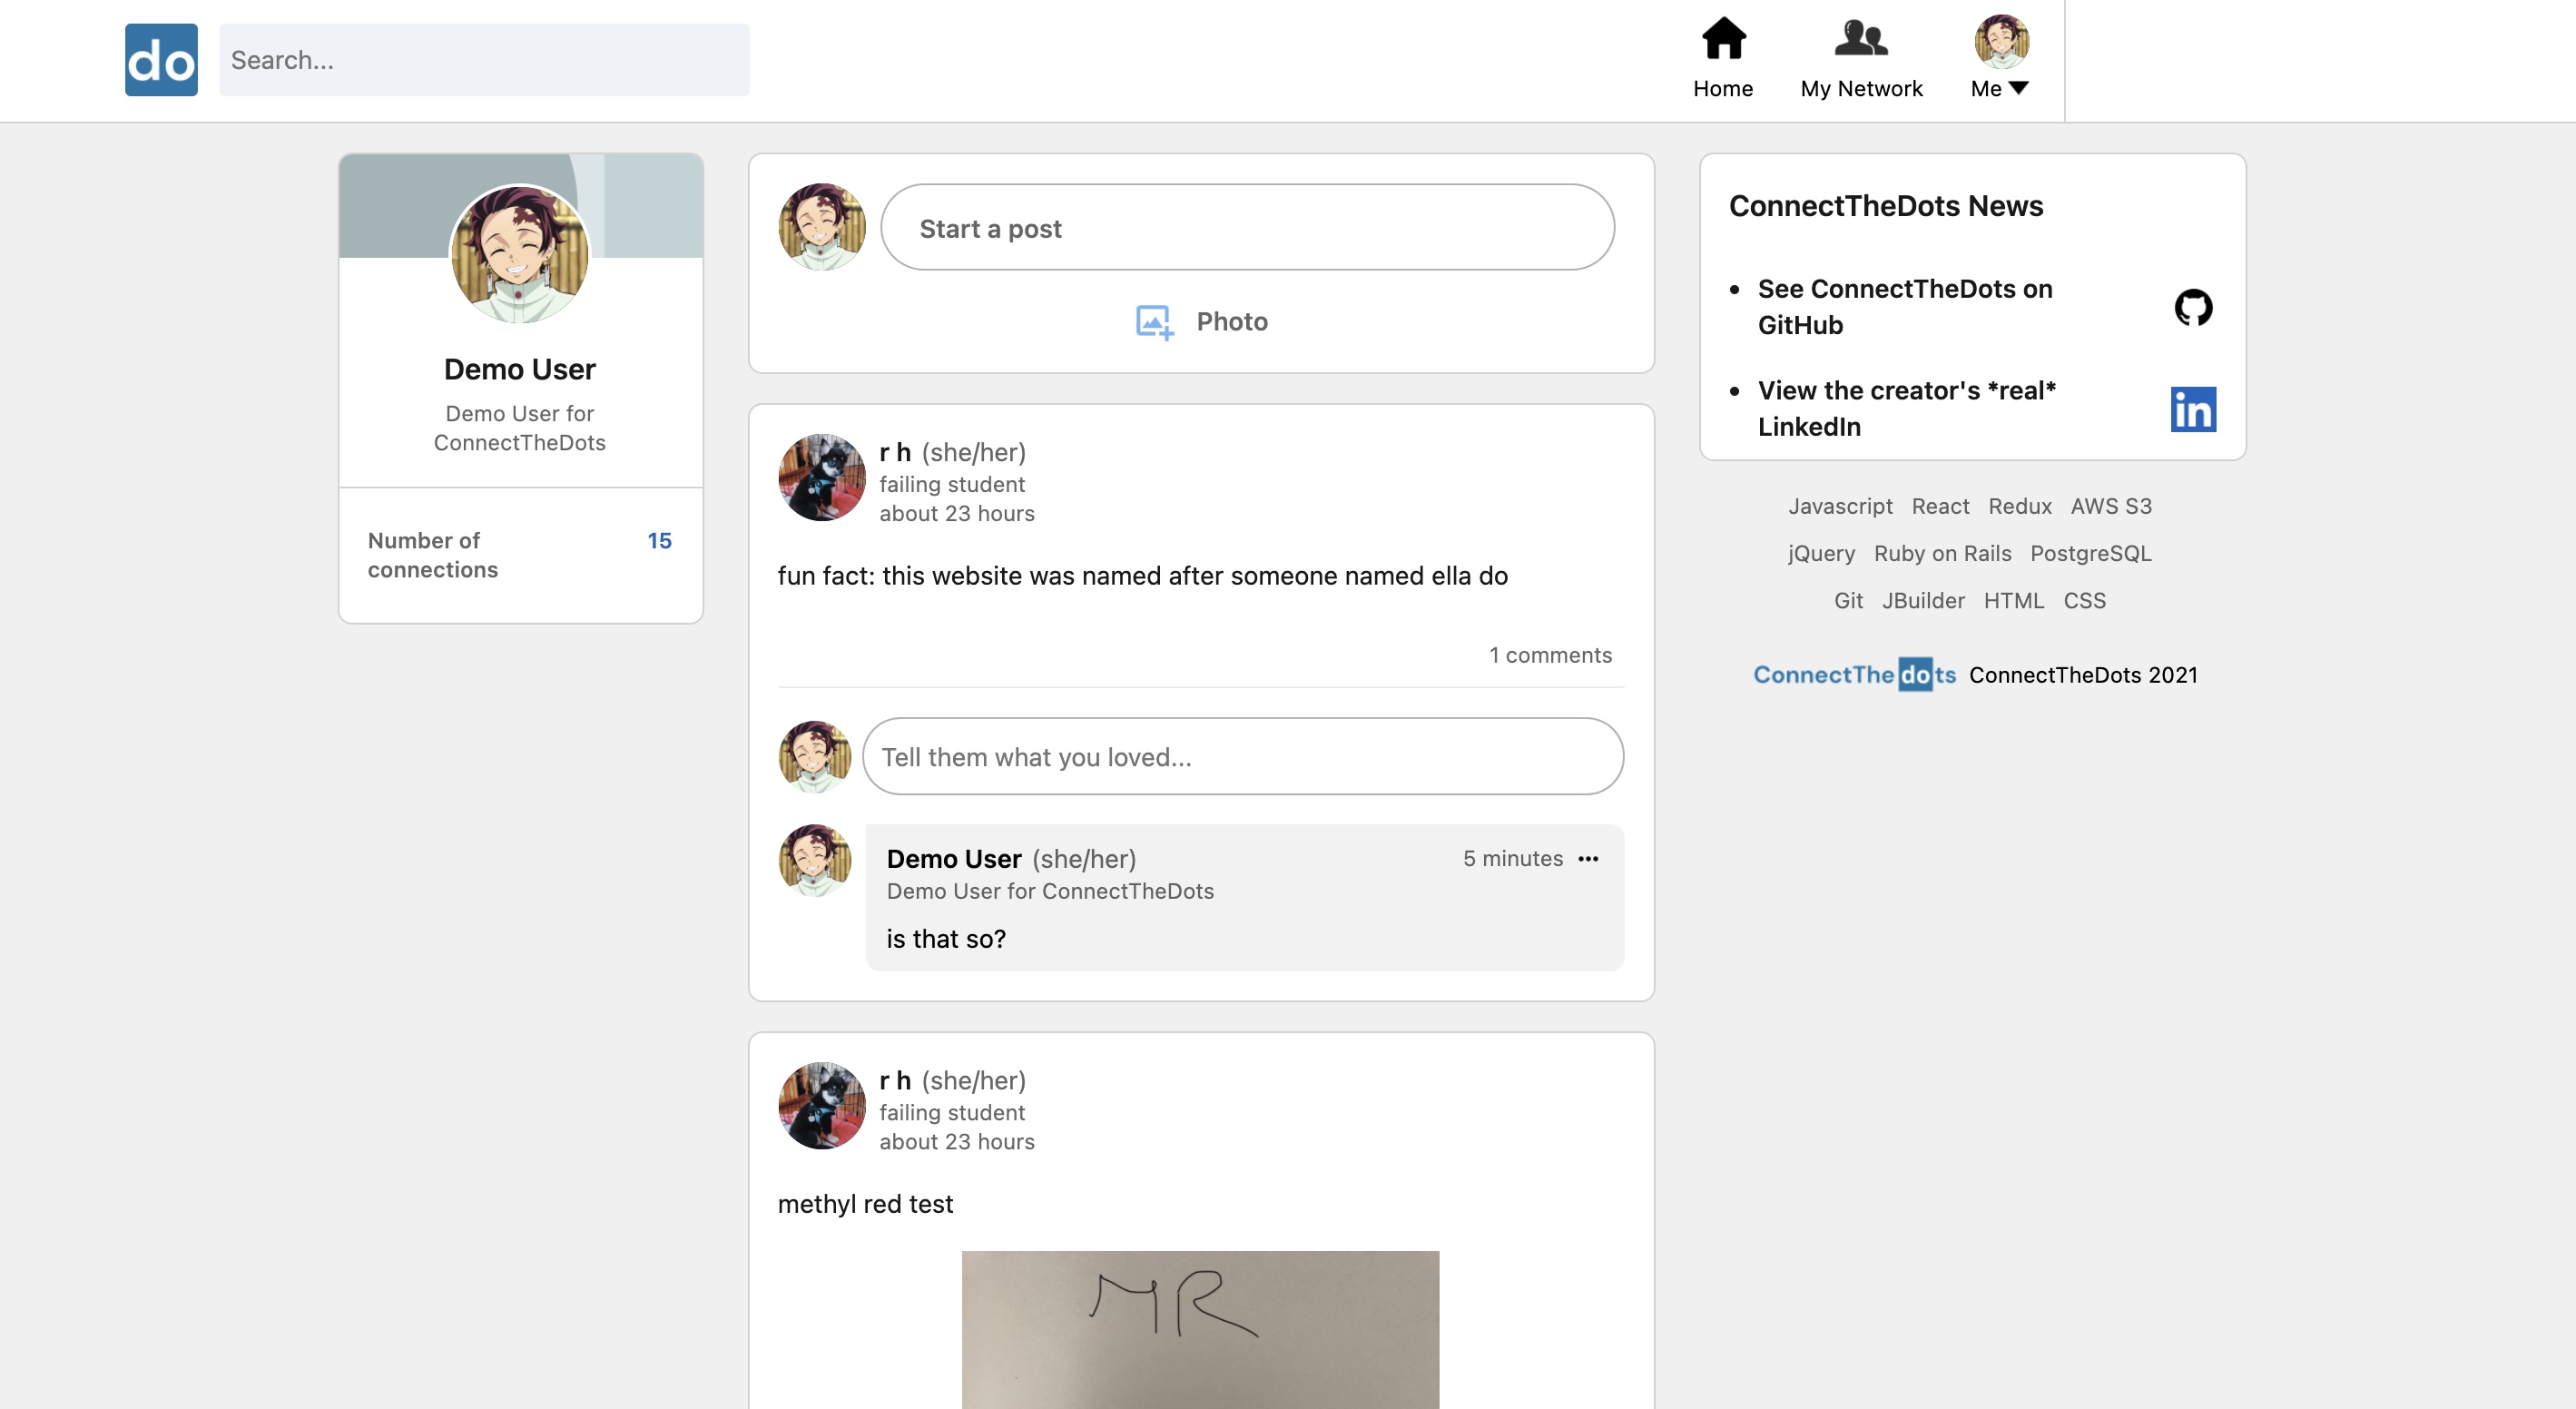 do
Search...
Home
My Network
Me
Demo User
Demo User for
ConnectTheDots
Number of
connections
15
Start a post
Photo
r h (she/her)
failing student
about 23 hours
fun fact: this website was named after someone named ella do
1 comments
Tell them what you loved...
Demo User (she/her)
5 minutes
Demo User for ConnectTheDots
is that so?
r h (she/her)
failing student
about 23 hours
methyl red test
MR
ConnectTheDots News
See ConnectTheDots on
GitHub
View the creator's *real*
LinkedIn
in
Javascript React Redux AWS S3
jQuery Ruby on Rails PostgreSQL
Git JBuilder HTML CSS
ConnectThedots ConnectTheDots 2021